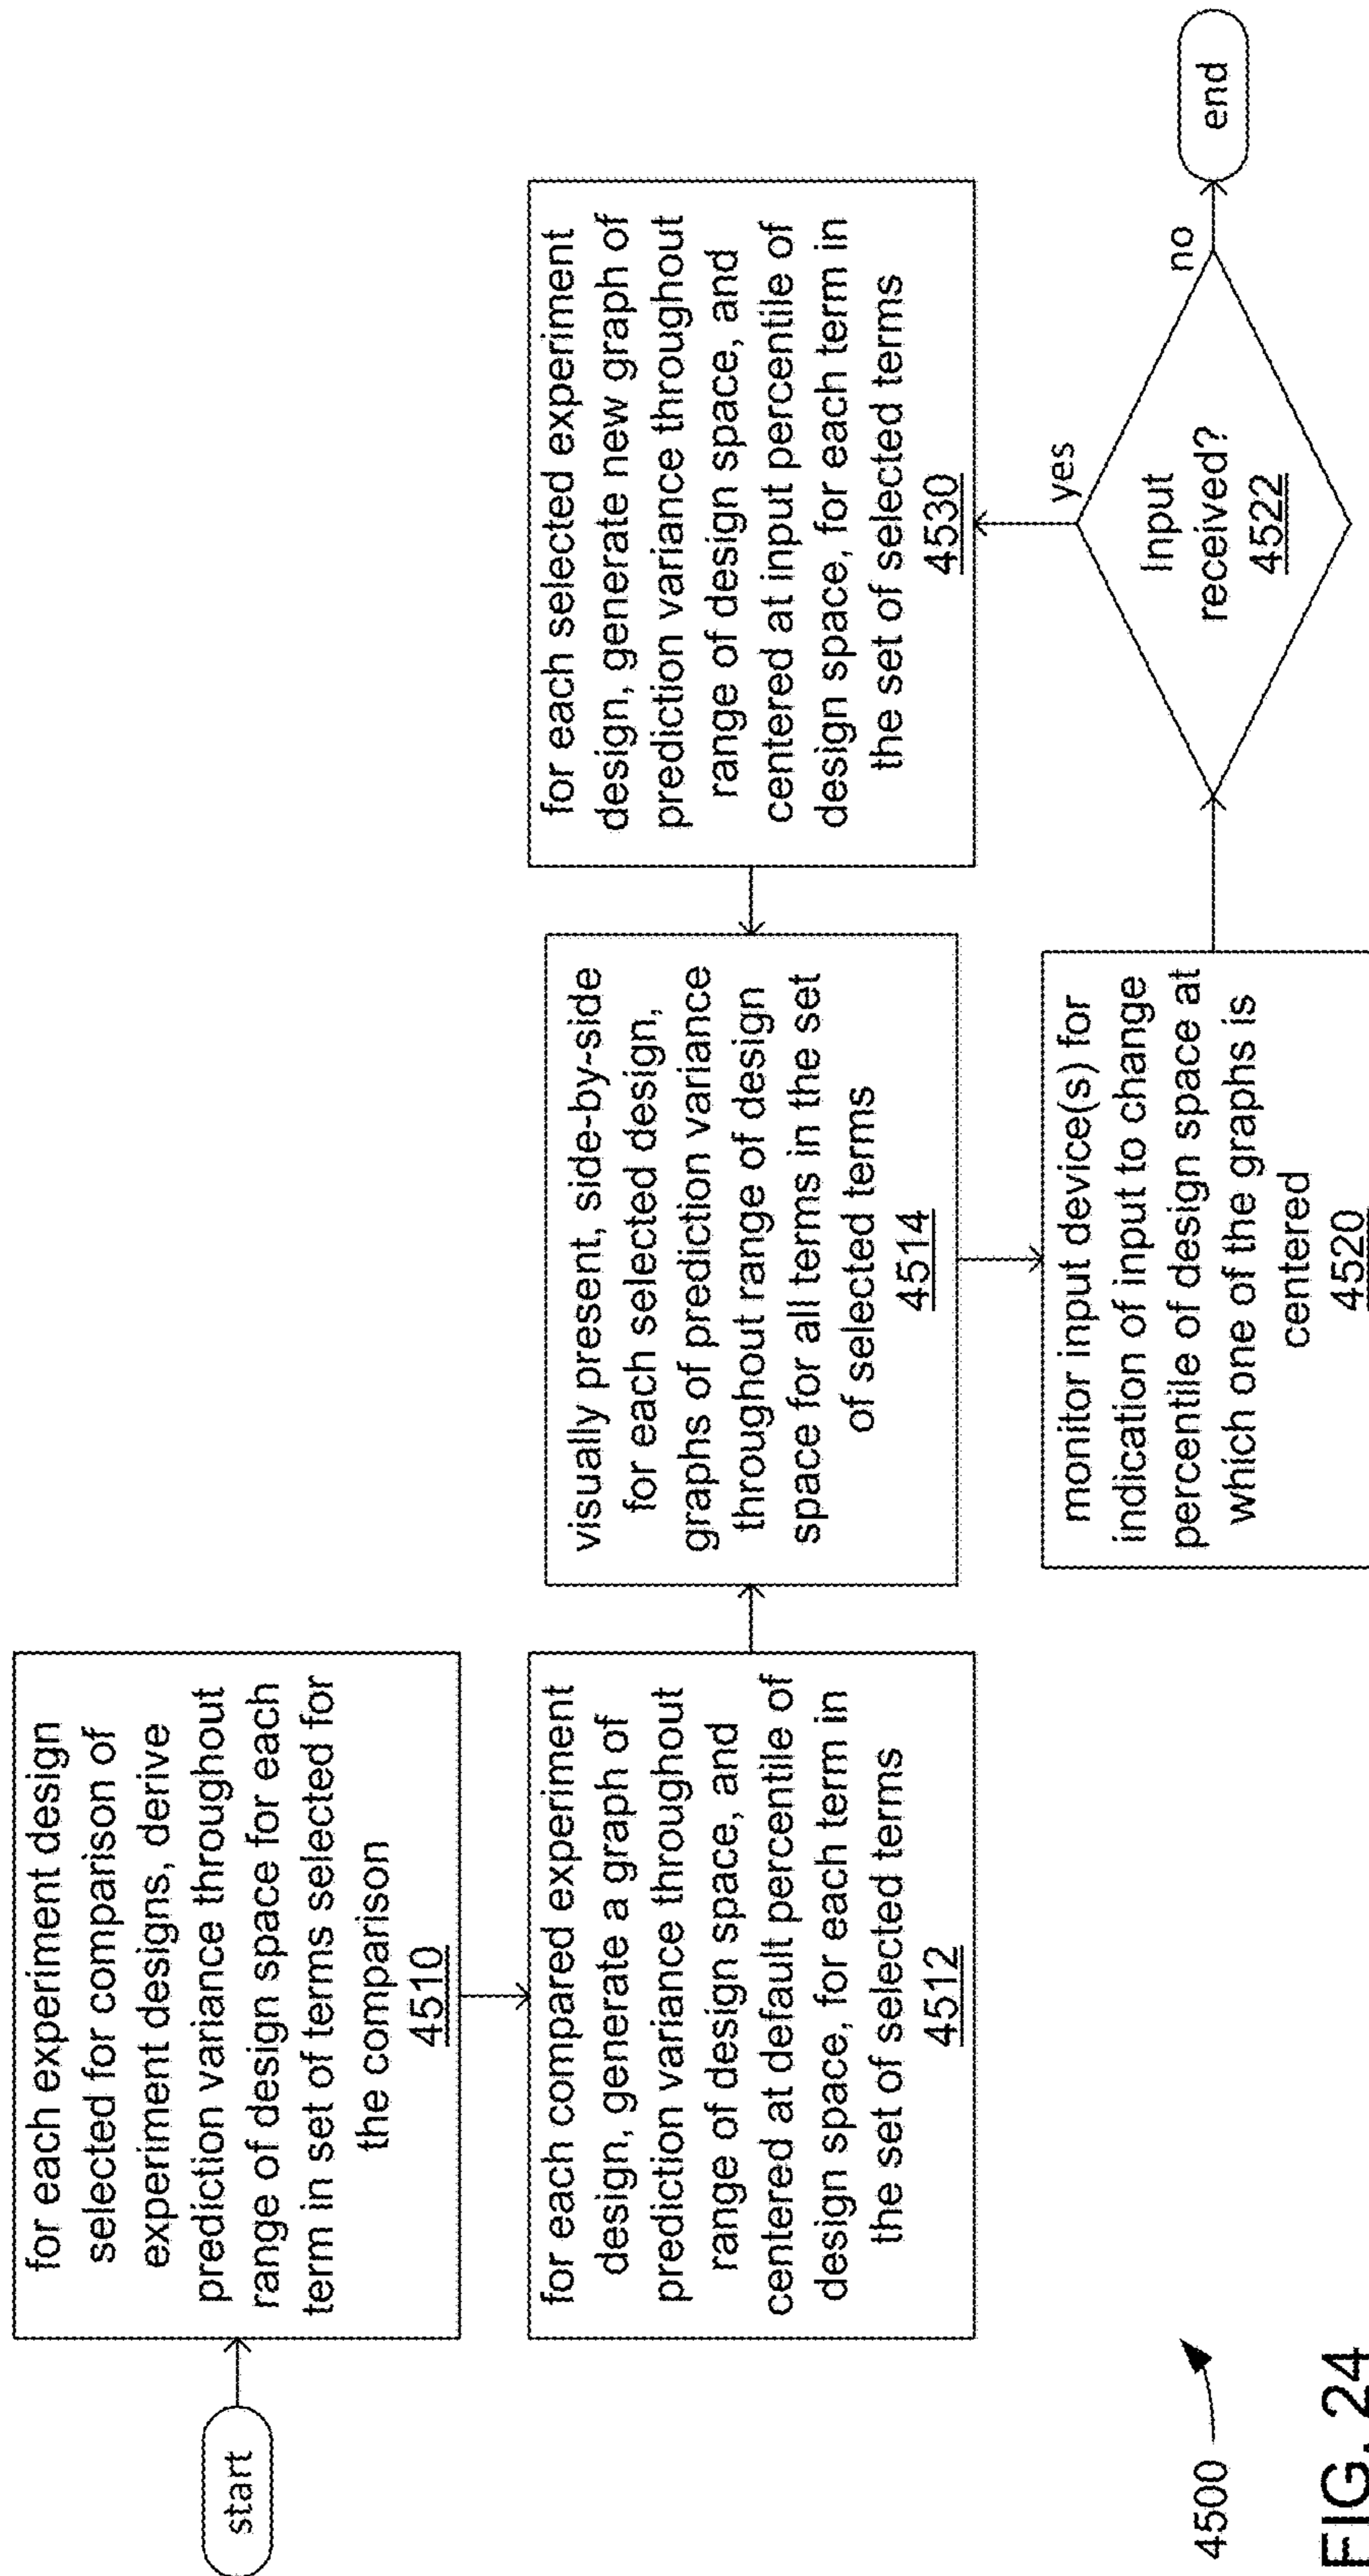 start
for each experiment design
selected for comparison of
experiment designs, derive
prediction variance throughout
range of design space for each
term in set of terms selected for
the comparison
4510
for each compared experiment
design, generate a graph of
prediction variance throughout
range of design space, and
centered at default percentile of
design space, for each term in
the set of selected terms
4512
visually present, side-by-side
for each selected design,
graphs of prediction variance
throughout range of design
space for all terms in the set
of selected terms
4514
for each selected experiment
design, generate new graph of
prediction variance throughout
range of design space, and
centered at input percentile of
design space, for each term in
the set of selected terms
4530
monitor input device(s) for
indication of input to change
percentile of design space at
which one of the graphs is
centered
4520
Input
received?
4522
yes
no
end
4500
FIG. 24